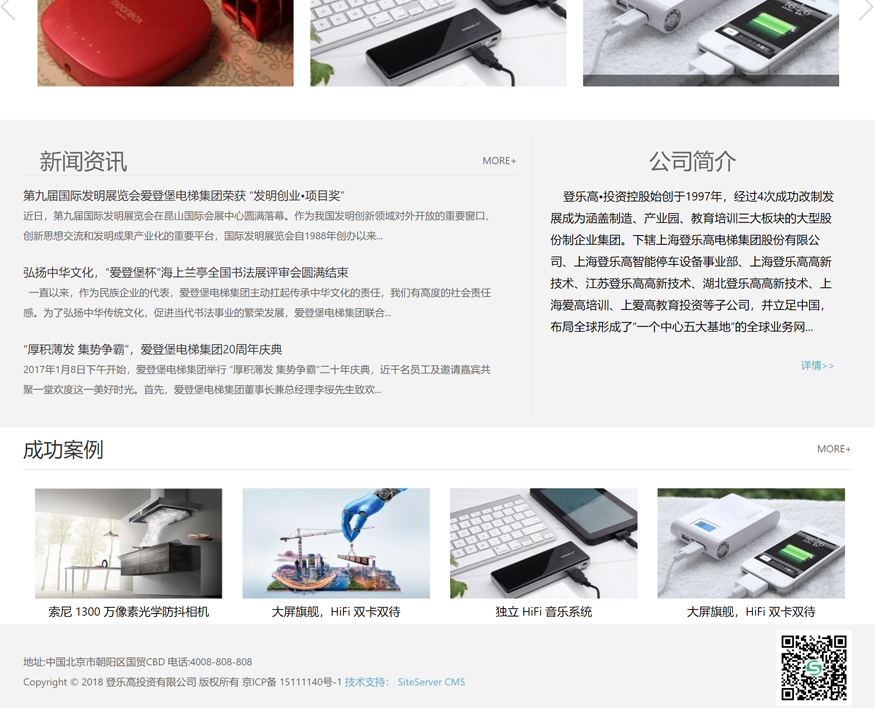 moonbox
新闻资讯
MORE+
第九届国际发明展览会爱登堡电梯集团荣获 “发明创业•项目奖”
近日，第九届国际发明展览会在昆山国际会展中心圆满落幕。作为我国发明创新领域对外开放的重要窗口、
创新思想交流和发明成果产业化的重要平台，国际发明展览会自1988年创办以来...
弘扬中华文化，“爱登堡杯”海上兰亭全国书法展评审会圆满结束
一直以来，作为民族企业的代表，爱登堡电梯集团主动扛起传承中华文化的责任，我们有高度的社会责任
感。为了弘扬中华传统文化，促进当代书法事业的繁荣发展，爱登堡电梯集团联合...
“厚积薄发 集势争霸”，爱登堡电梯集团20周年庆典
2017年1月8日下午开始，爱登堡电梯集团举行 “厚积薄发 集势争霸”二十年庆典，近千名员工及邀请嘉宾共
聚一堂欢度这一美好时光。首先，爱登堡电梯集团董事长兼总经理李绥先生致欢...
公司简介
登乐高•投资控股始创于1997年，经过4次成功改制发
展成为涵盖制造、产业园、教育培训三大板块的大型股
份制企业集团。下辖上海登乐高电梯集团股份有限公
司、上海登乐高智能停车设备事业部、上海登乐高高新
技术、江苏登乐高高新技术、湖北登乐高高新技术、上
海爱高培训、上爱高教育投资等子公司，并立足中国，
布局全球形成了“一个中心五大基地”的全球业务网...
详情>>
成功案例
MORE+
索尼 1300 万像素光学防抖相机
大屏旗舰，HiFi 双卡双待
独立 HiFi 音乐系统
大屏旗舰，HiFi 双卡双待
地址:中国北京市朝阳区国贸CBD 电话:4008-808-808
Copyright © 2018 登乐高投资有限公司 版权所有 京ICP备 15111140号-1 技术支持： SiteServer CMS